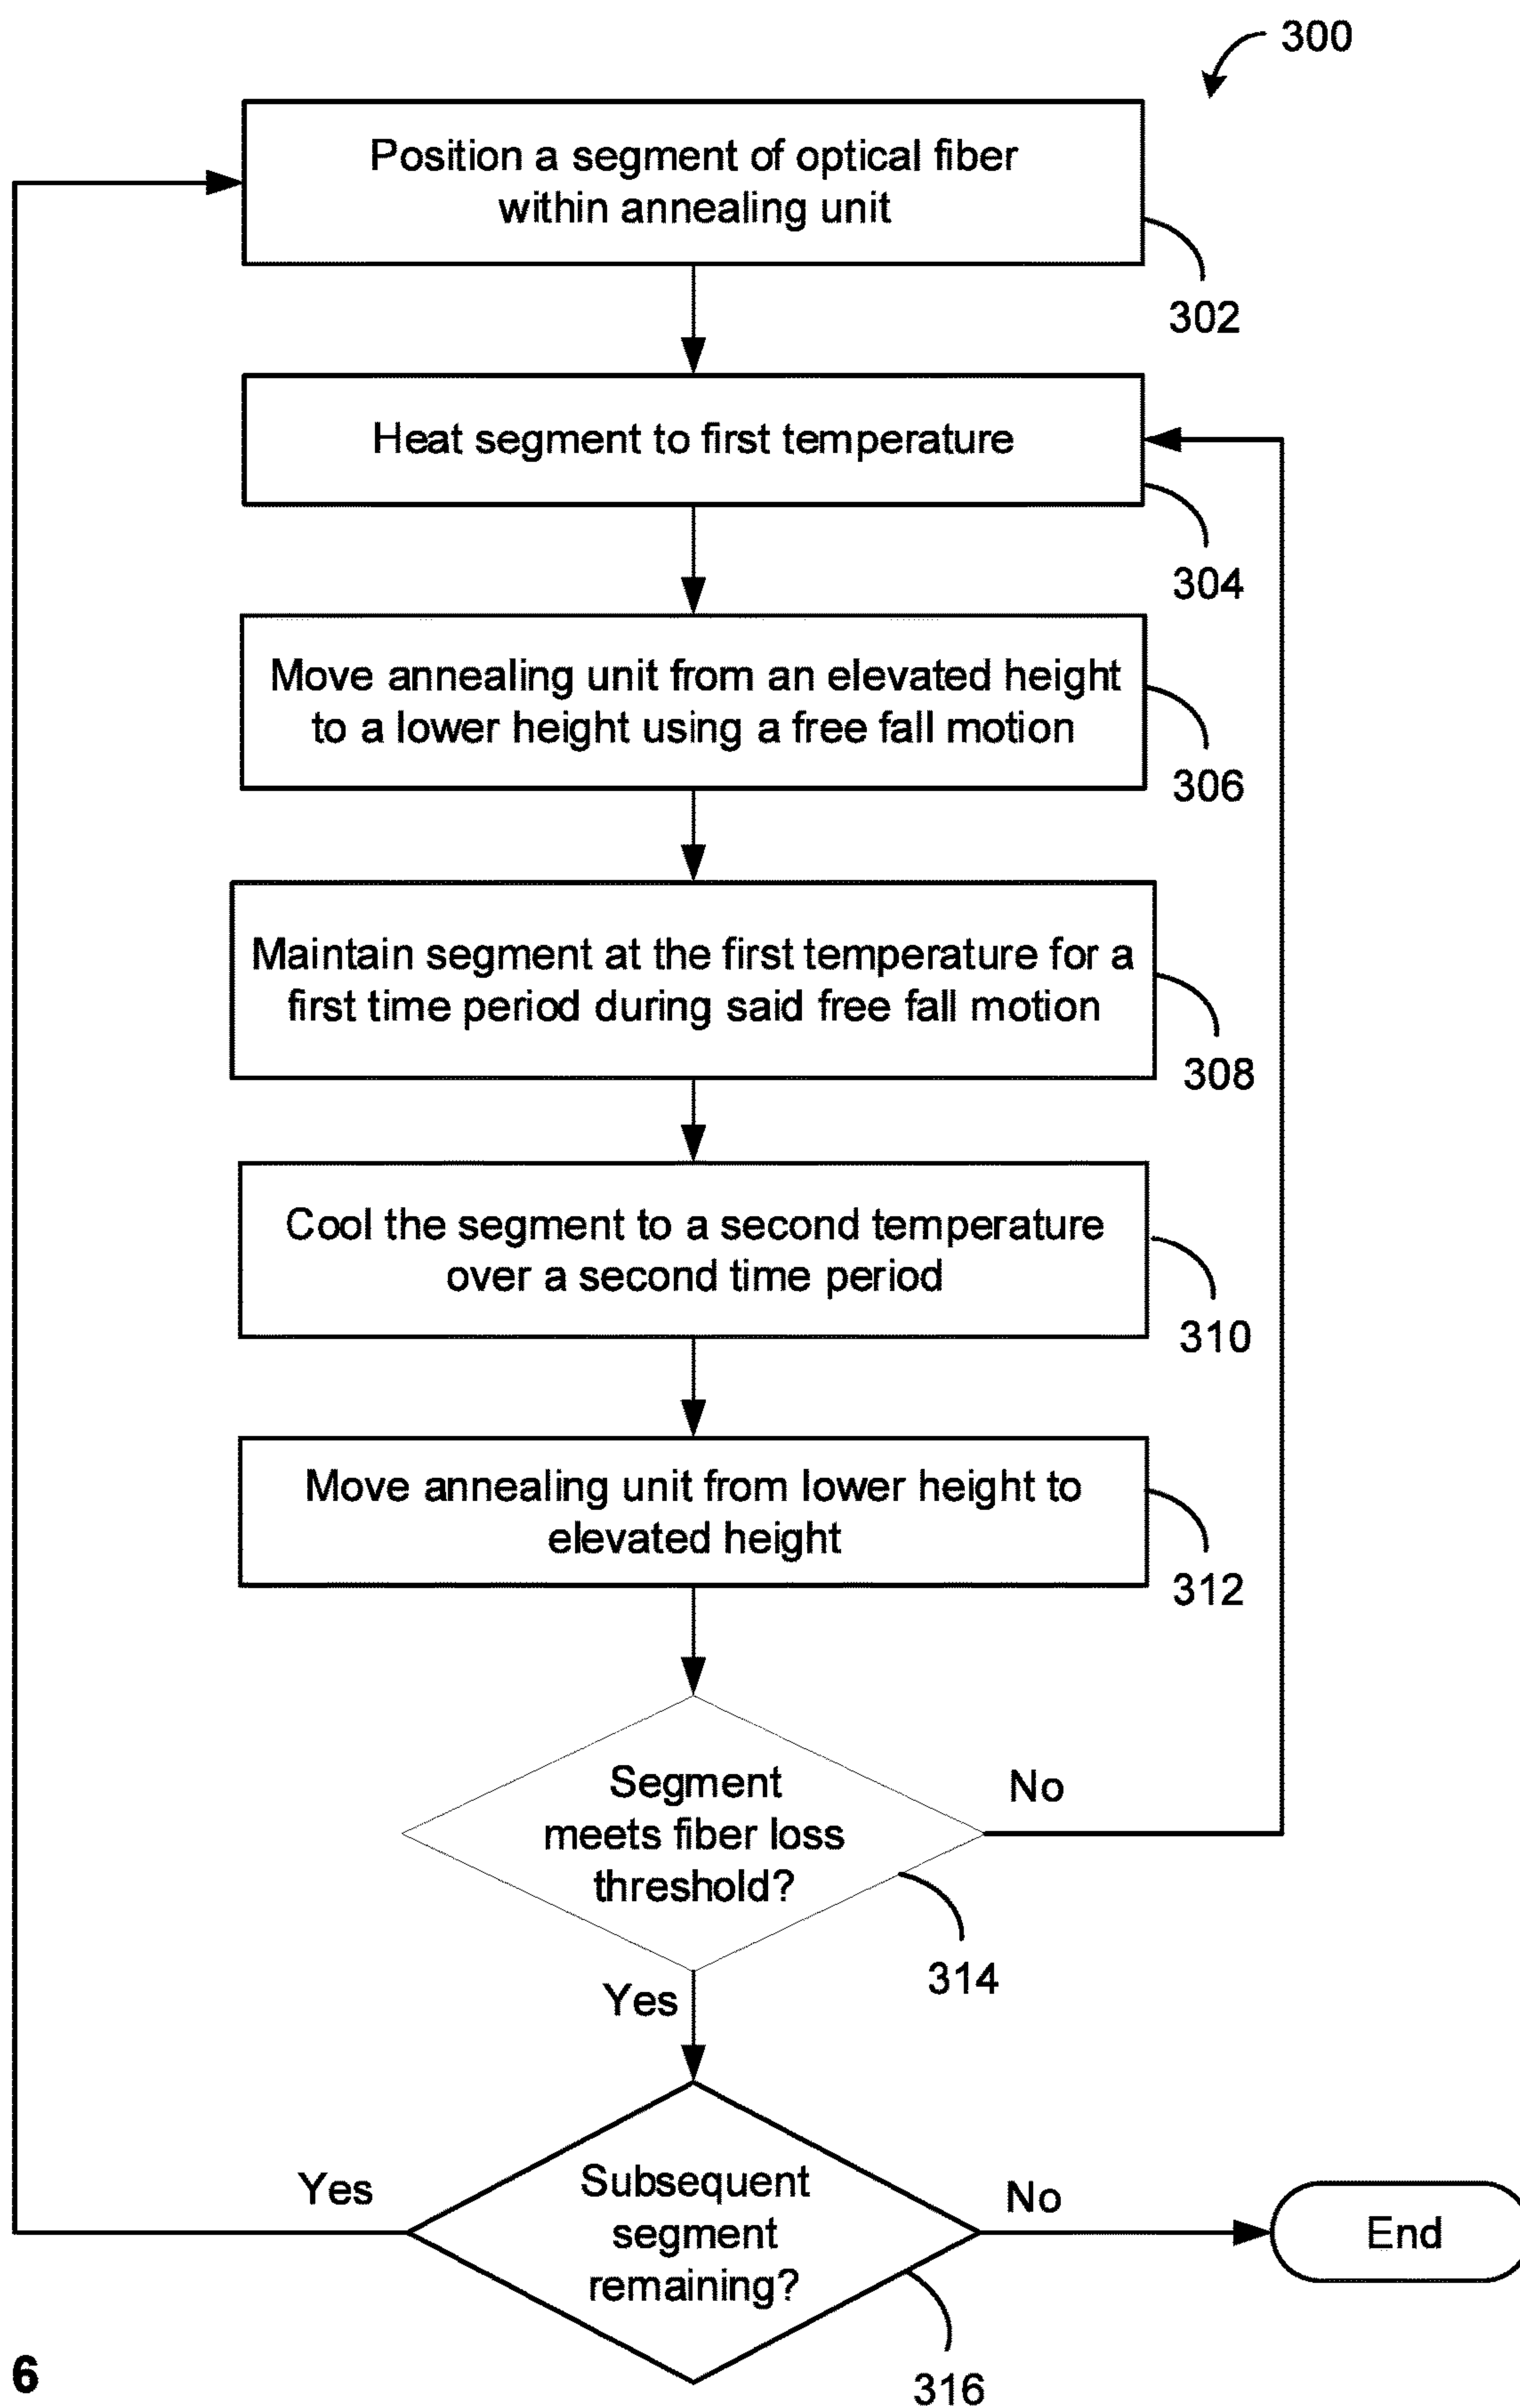 300
Position a segment of optical fiber
within annealing unit
302
Heat segment to first temperature
304
Move annealing unit from an elevated height
to a lower height using a free fall motion
306
Maintain segment at the first temperature for a
first time period during said free fall motion
308
Cool the segment to a second temperature
over a second time period
310
Move annealing unit from lower height to
elevated height
312
Segment
meets fiber loss
threshold?
No
314
Yes
Yes
Subsequent
segment
remaining?
No
End
316
6